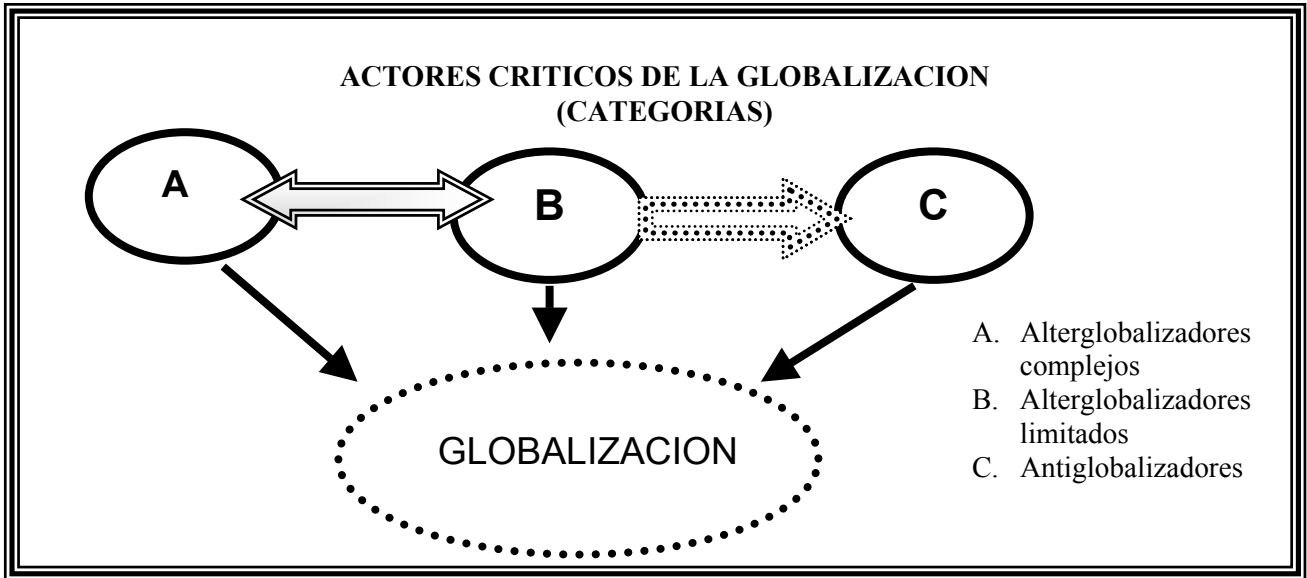 ACTORES CRITICOS DE LA GLOBALIZACION
(CATEGORIAS)
A
B
C
GLOBALIZACION
A. Alterglobalizadores
complejos
B. Alterglobalizadores
limitados
C. Antiglobalizadores